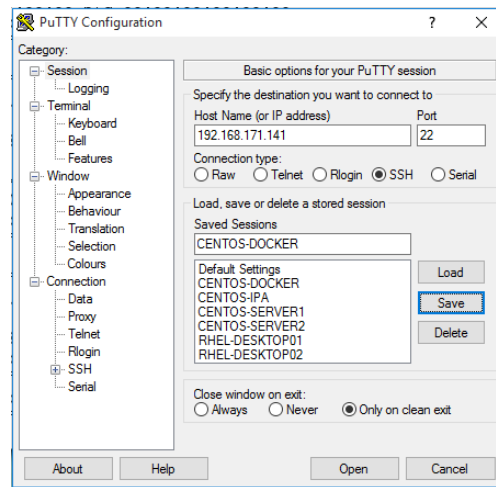 PuTTY Configuration
? X
Category:
Session
Logging
Terminal
Keyboard
Bell
Features
Window
Appearance
Behaviour
Translation
Selection
Colours
Connection
Data
Proxy
Telnet
Rlogin
SSH
Serial
Basic options for your PuTTY session
Specify the destination you want to connect to
Host Name (or IP address) Port
192.168.171.141 22
Connection type:
Raw Telnet Rlogin SSH Serial
Load, save or delete a stored session
Saved Sessions
CENTOS-DOCKER
Default Settings
CENTOS-DOCKER
CENTOS-IPA
CENTOS-SERVER1
CENTOS-SERVER2
RHEL-DESKTOP01
RHEL-DESKTOP02
Load
Save
Delete
Close window on exit:
Always Never Only on clean exit
About Help Open Cancel